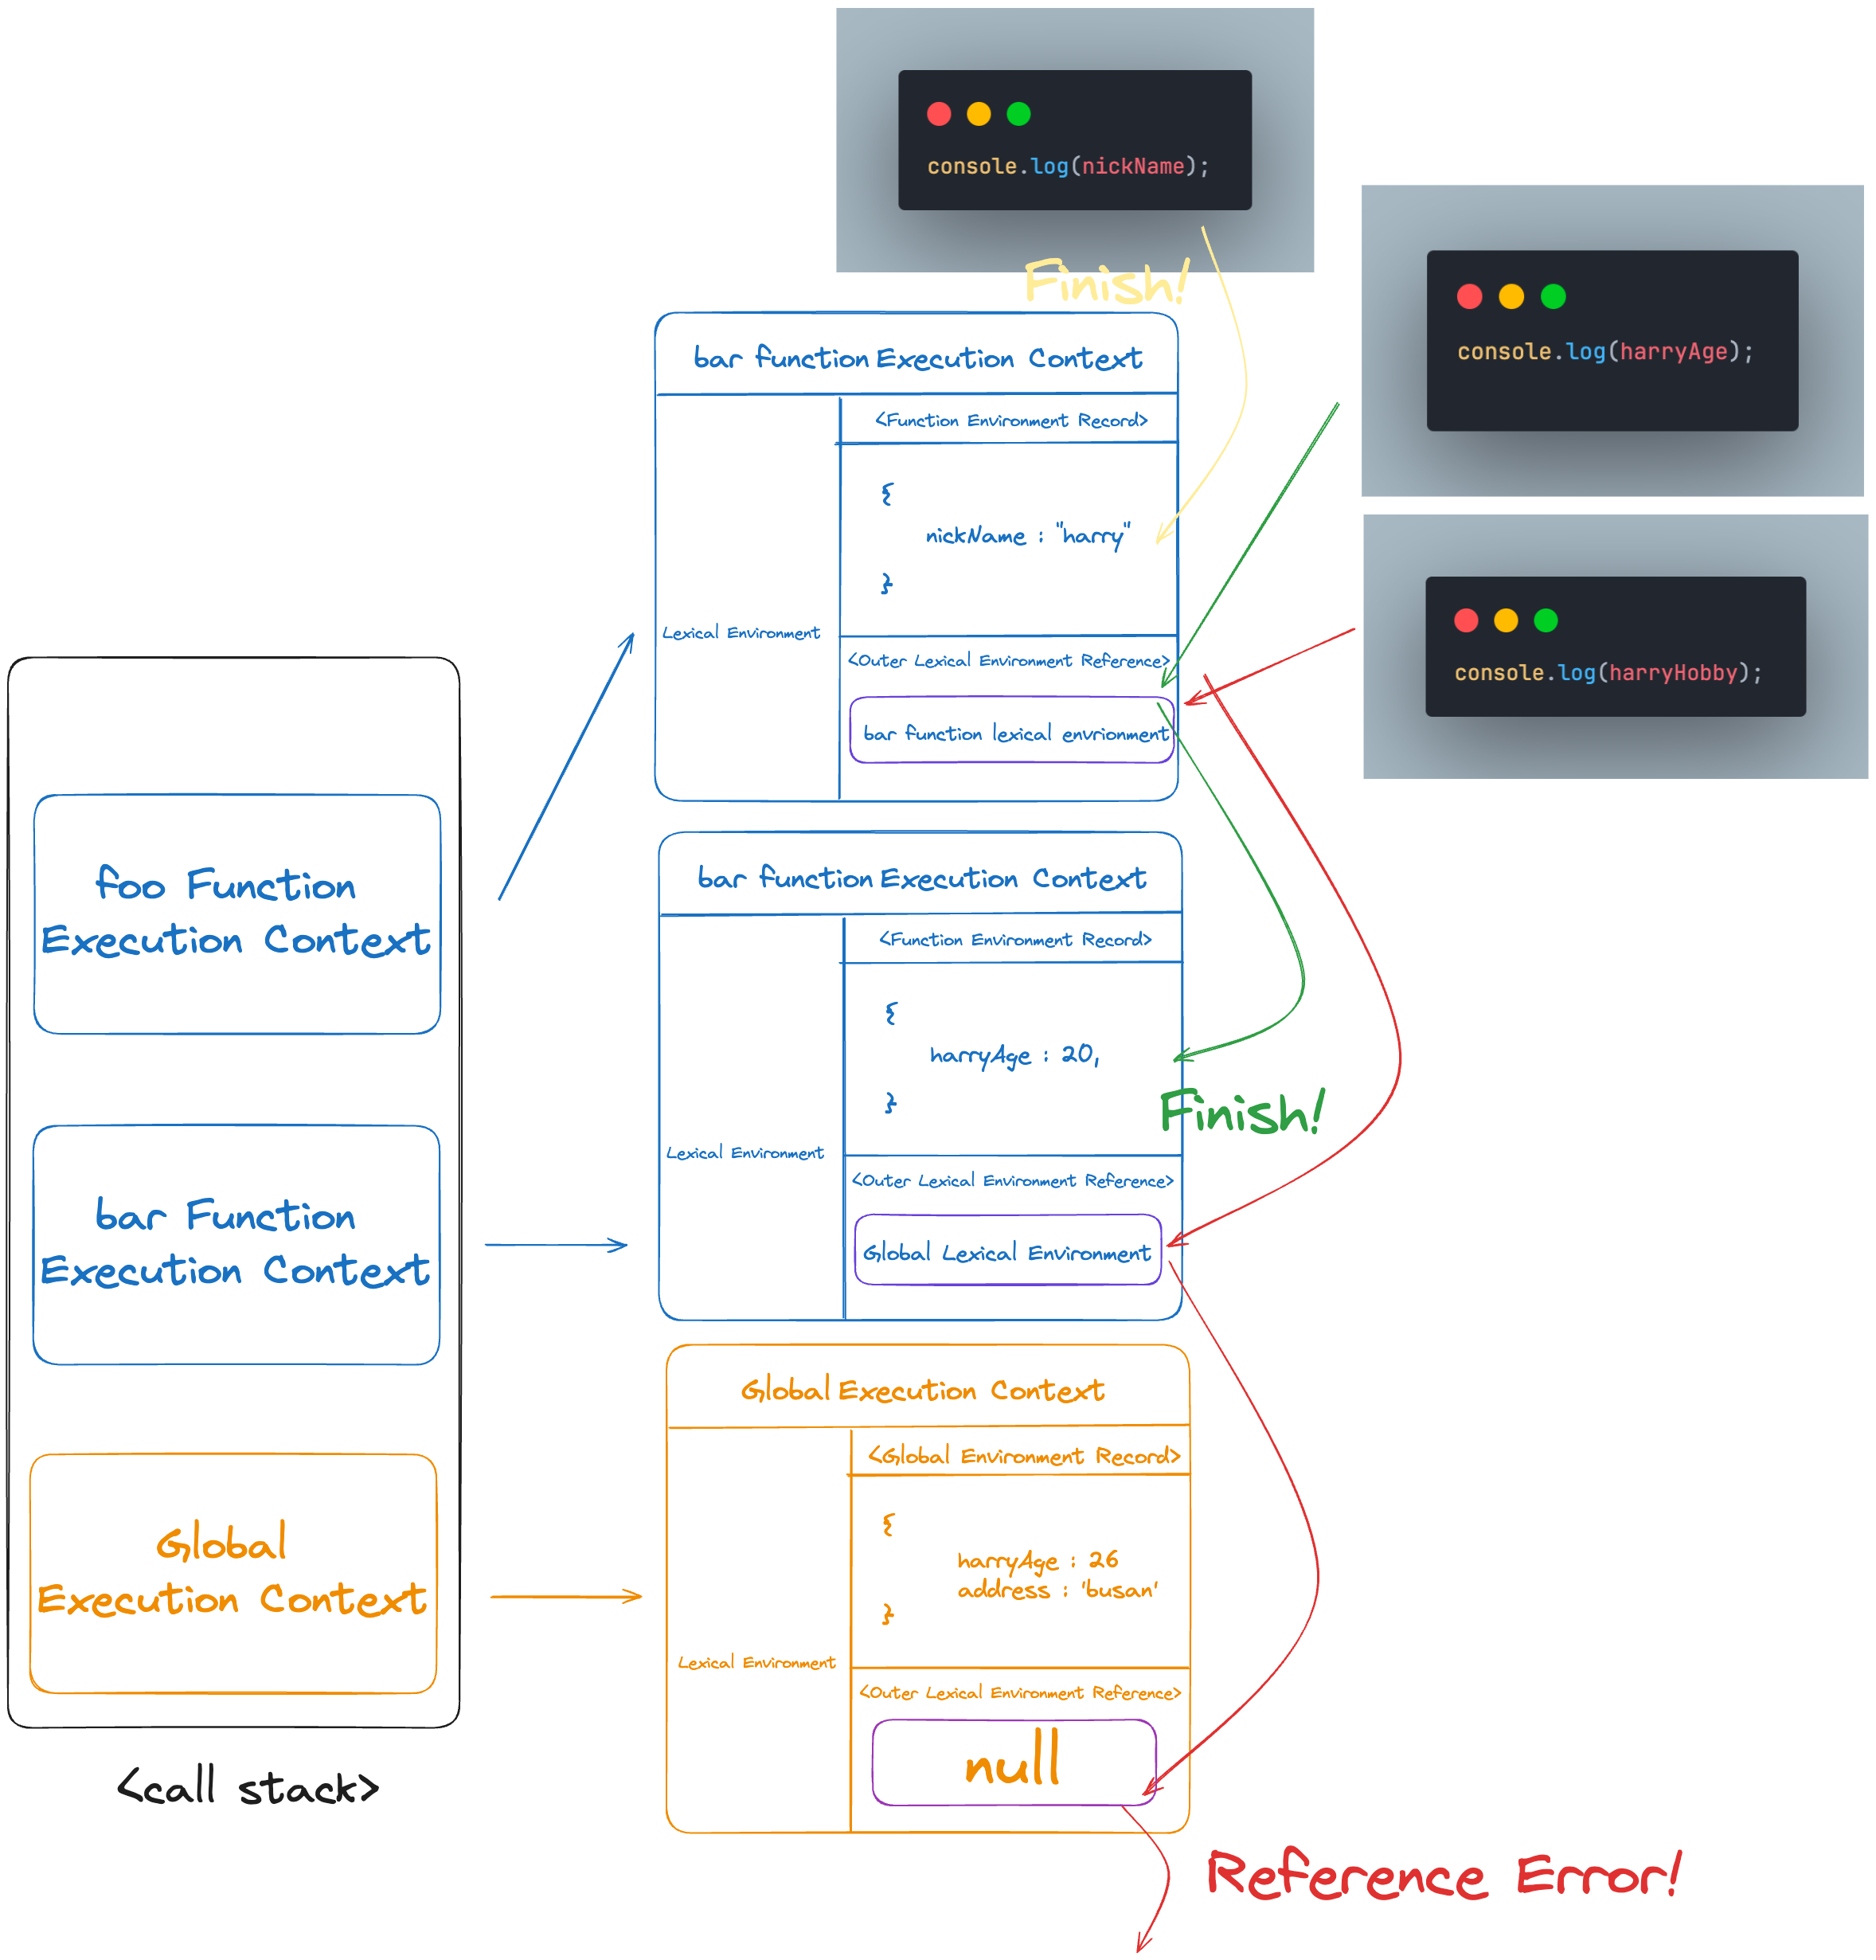 console.log(nickName);
Finish!
console.log(harryAge);
console.log(harryHobby);
bar function Execution Context
<Function Environment Record>
{
nickName : "harry"
}
Lexical Environment
<Outer Lexical Environment Reference>
bar function lexical envrionment
foo Function
Execution Context
bar Function
Execution Context
Global
Execution Context
<call stack>
bar function Execution Context
<Function Environment Record>
{
harryAge : 20,
}
Finish!
Lexical Environment
<Outer Lexical Environment Reference>
Global Lexical Environment
Global Execution Context
<Global Environment Record>
{
harryAge : 26
address : 'busan'
}
Lexical Environment
<Outer Lexical Environment Reference>
null
Reference Error!